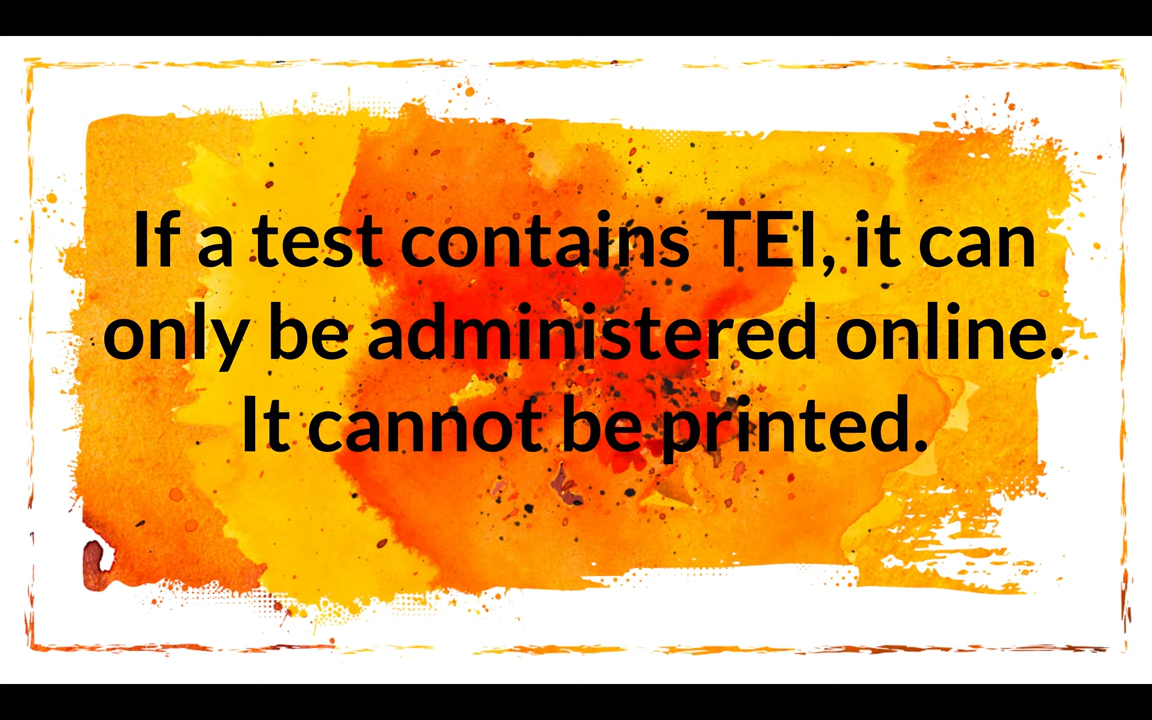 If a test contains TEI, it can
only be administered online.
It cannot be printed.